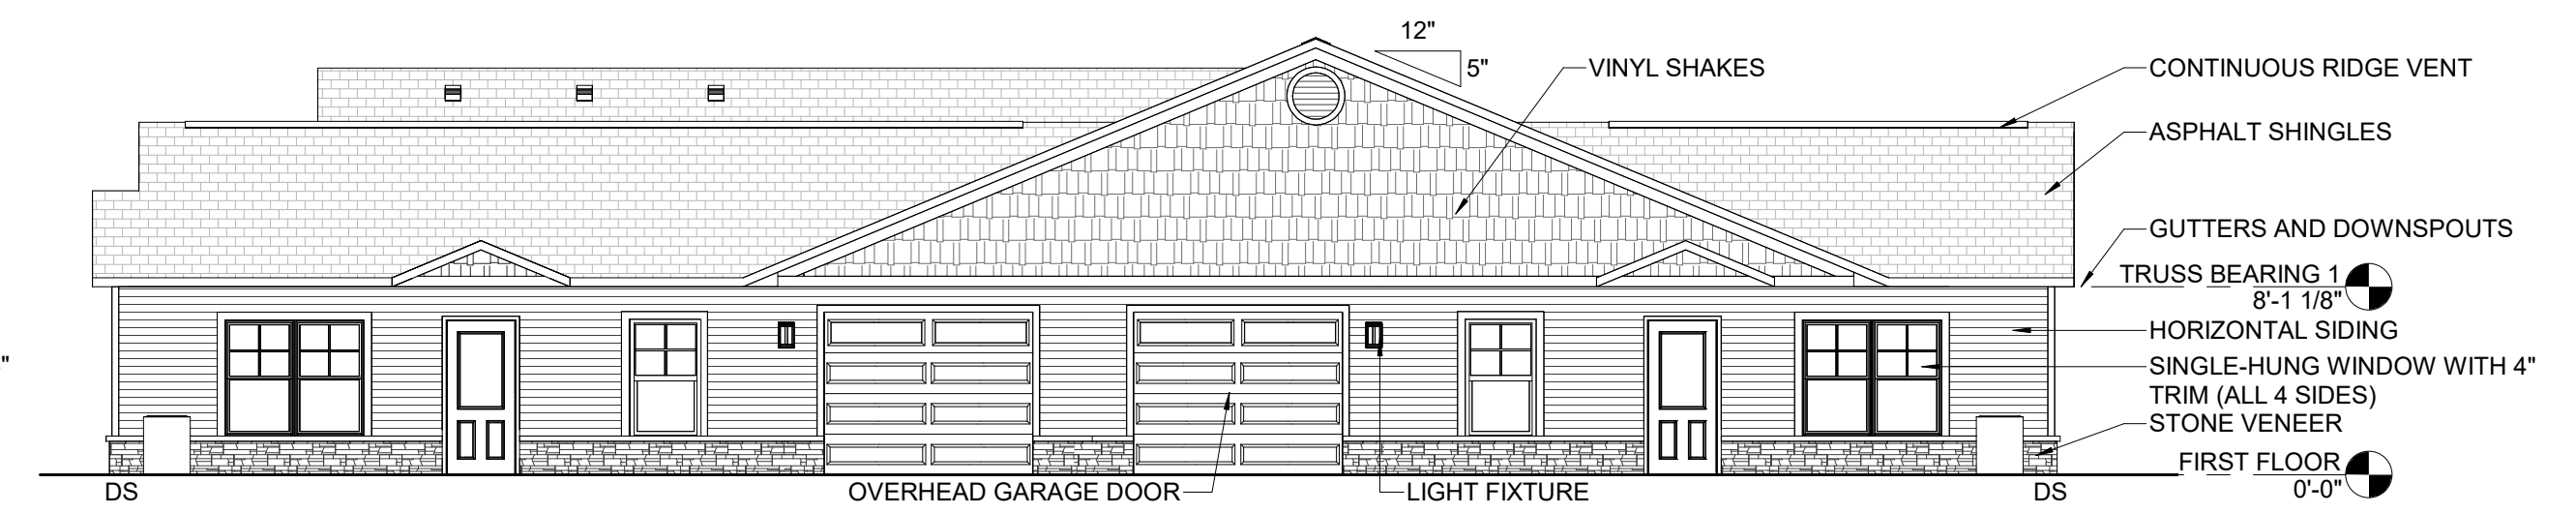 12"
5"
VINYL SHAKES
CONTINUOUS RIDGE VENT
ASPHALT SHINGLES
GUTTERS AND DOWNSPOUTS
TRUSS BEARING 1
8'-1 1/8"
HORIZONTAL SIDING
"
SINGLE-HUNG WINDOW WITH 4"
TRIM (ALL 4 SIDES)
STONE VENEER
FIRST FLOOR
0'-0"
DS
OVERHEAD GARAGE DOOR
LIGHT FIXTURE
DS